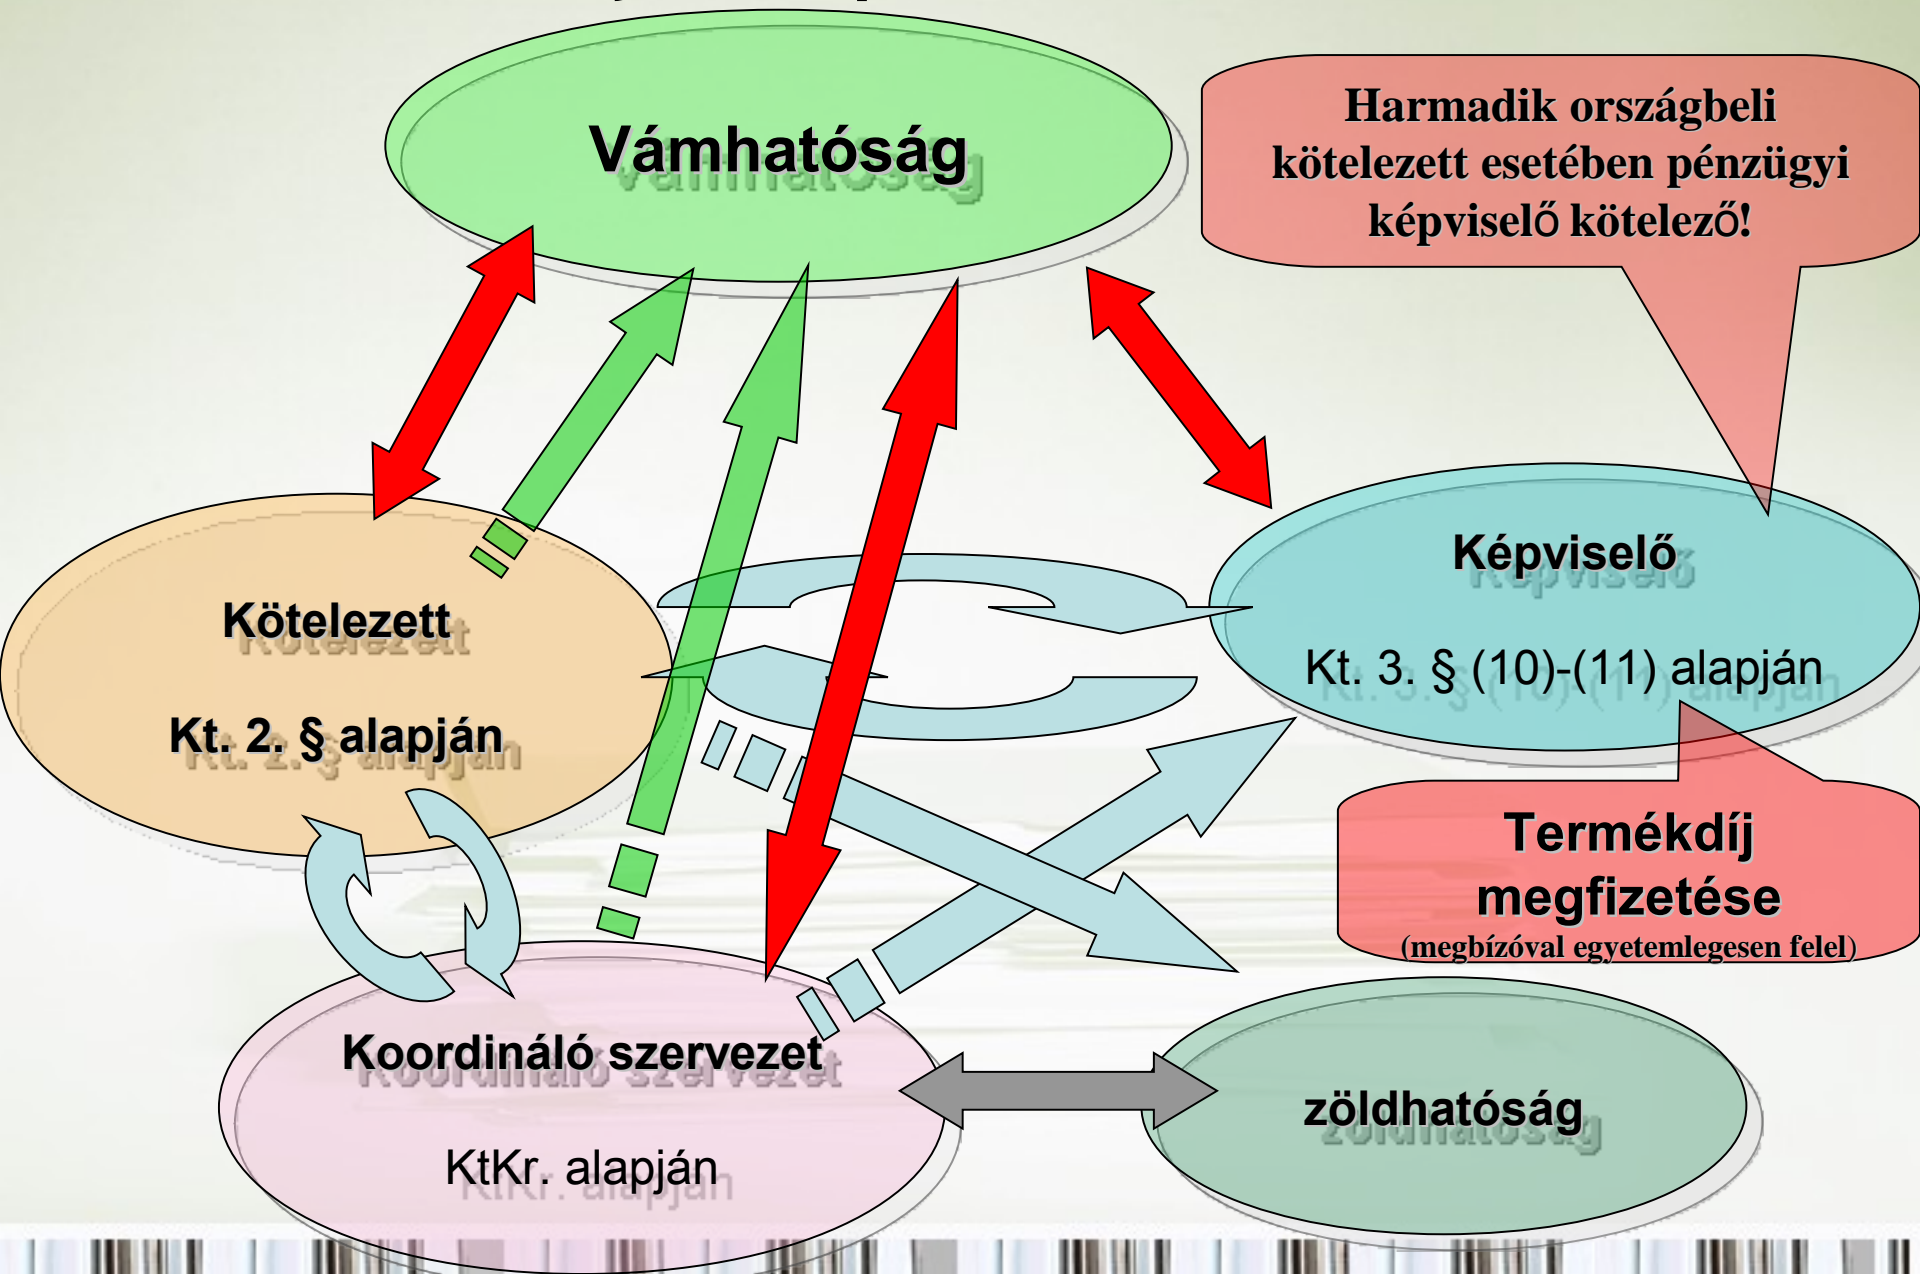 Vámhatóság
Harmadik országbeli
kötelezett esetében pénzügyi
képviselő kötelező!
Képviselő
Kt. 3. § (10)-(11) alapján
Kötelezett
Kt. 2. § alapján
Termékdíj
megfizetése
(megbízóval egyetemlegesen felel)
Koordináló szervezet
KtKr. alapján
zöldhatóság